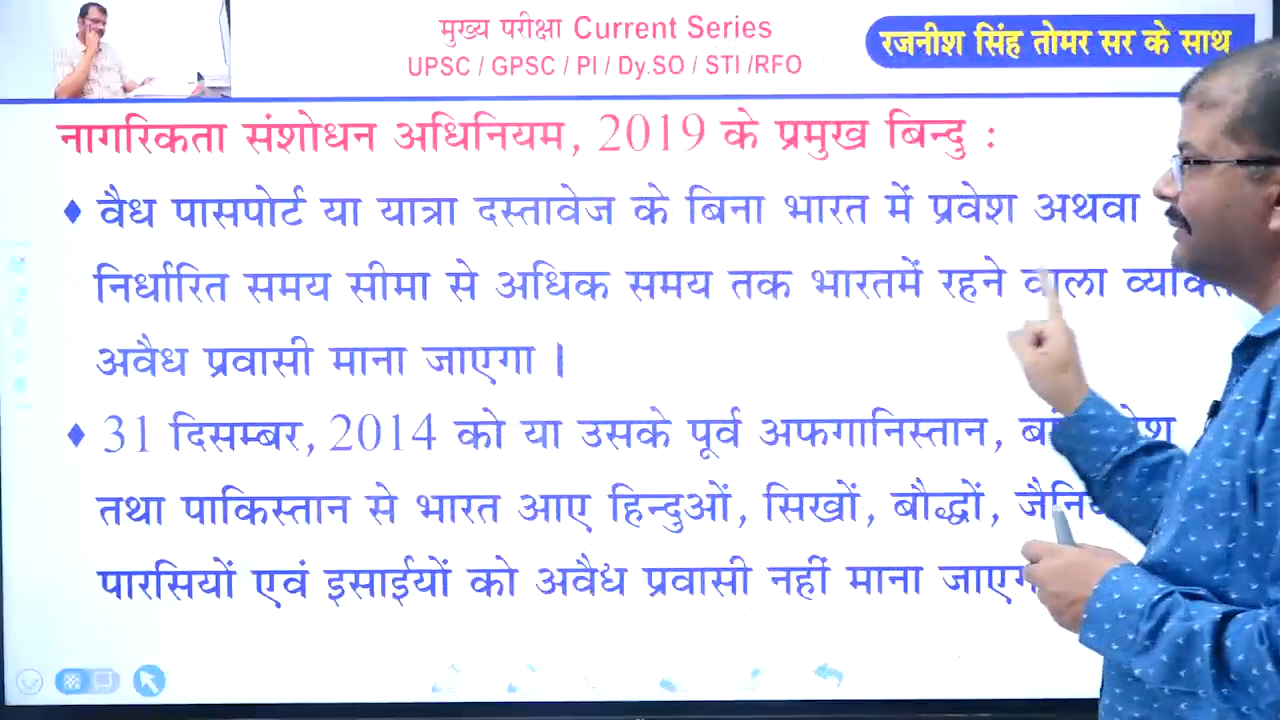 मुख्य परीक्षा Current Series
UPSC / GPSC / PI / Dy.SO / STI /RFO
रजनीश सिंह तोमर सर के साथ
नागरिकता संशोधन अधिनियम, 2019 के प्रमुख बिन्दु :
♦ वैध पासपोर्ट या यात्रा दस्तावेज के बिना भारत में प्रवेश अथवा
निर्धारित समय सीमा से अधिक समय तक भारतमें रहने वाला
अवैध प्रवासी माना जाएगा ।
♦ 31 दिसम्बर, 2014 को या उसके पूर्व अफगानिस्तान,
तथा पाकिस्तान से भारत आए हिन्दुओं, सिखों, बौद्धों,
पारसियों एवं इसाईयों को अवैध प्रवासी नहीं माना